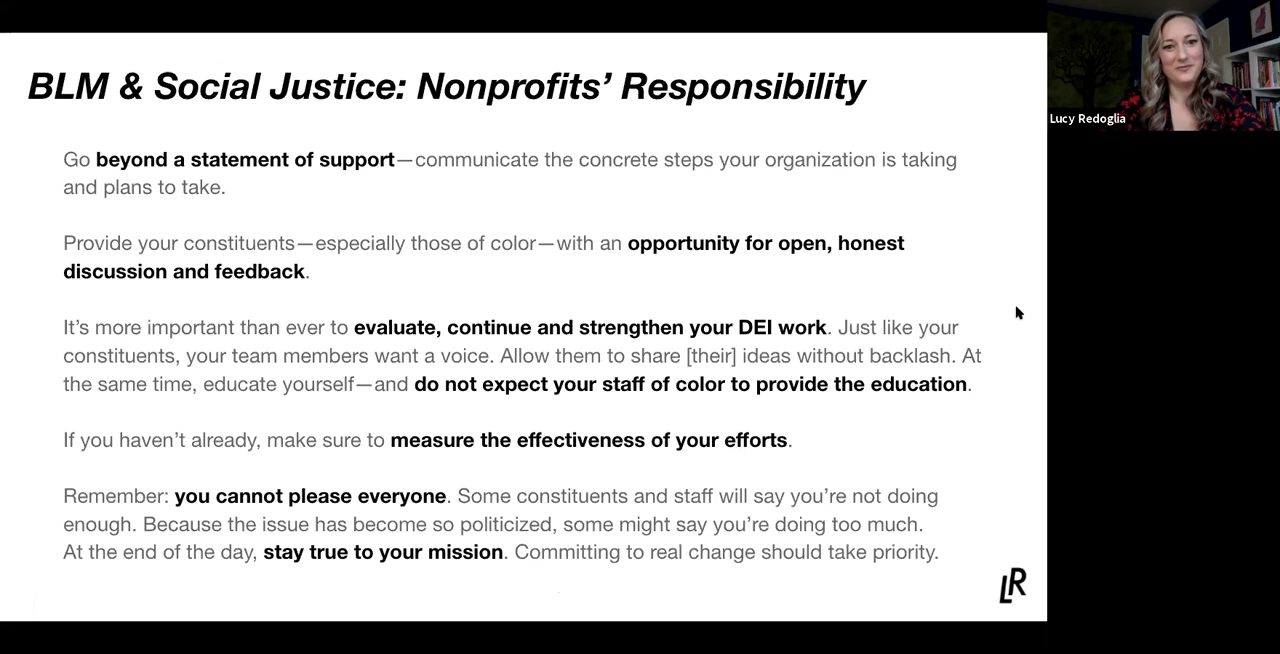 BLM & Social Justice: Nonprofits’ Responsibility
Go beyond a statement of support—communicate the concrete steps your organization is taking
and plans to take.
Provide your constituents—especially those of color—with an opportunity for open, honest
discussion and feedback.
It’s more important than ever to evaluate, continue and strengthen your DEI work. Just like your
constituents, your team members want a voice. Allow them to share [their] ideas without backlash. At
the same time, educate yourself—and do not expect your staff of color to provide the education.
If you haven’t already, make sure to measure the effectiveness of your efforts.
Remember: you cannot please everyone. Some constituents and staff will say you’re not doing
enough. Because the issue has become so politicized, some might say you’re doing too much.
At the end of the day, stay true to your mission. Committing to real change should take priority.
LR
Lucy Redoglia